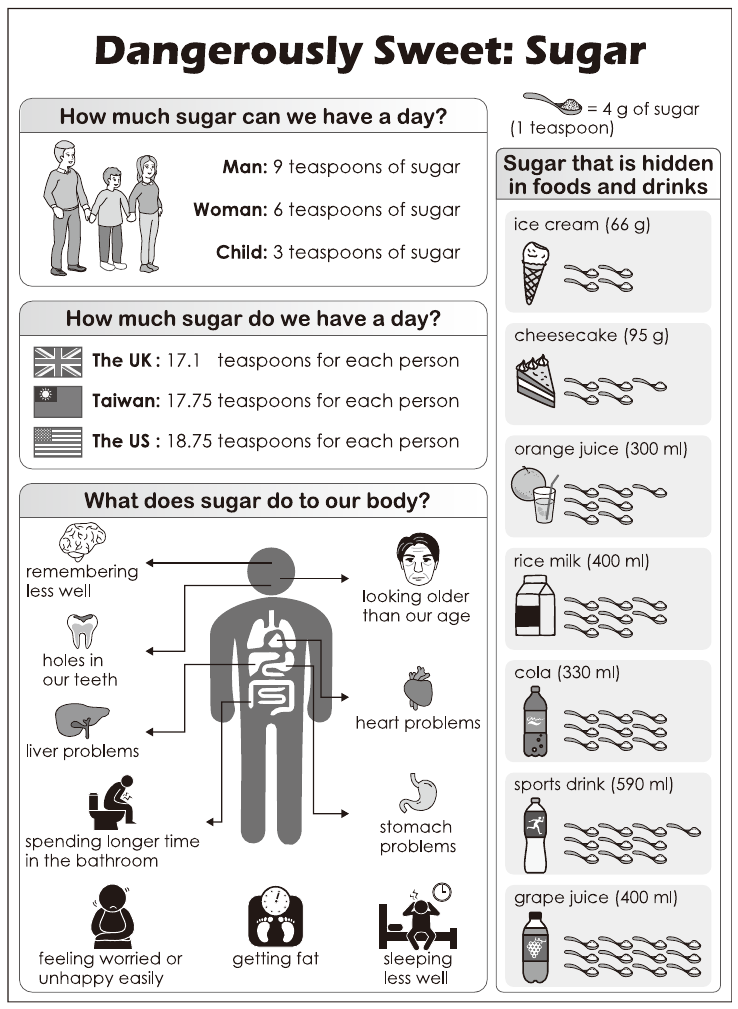 Dangerously Sweet: Sugar
How much sugar can we have a day?
Man: 9 teaspoons of sugar
Woman: 6 teaspoons of sugar
Child: 3 teaspoons of sugar
How much sugar do we have a day?
The UK : 17.1 teaspoons for each person
Taiwan: 17.75 teaspoons for each person
The US : 18.75 teaspoons for each person
What does sugar do to our body?
remembering
less well
holes in
our teeth
liver problems
spending longer time
in the bathroom
looking older
than our age
heart problems
stomach
problems
feeling worried or
unhappy easily
getting fat
sleeping
less well
= 4 g of sugar
(1 teaspoon)
Sugar that is hidden
in foods and drinks
ice cream (66 g)
cheesecake (95 g)
orange juice (300 ml)
rice milk (400 ml)
cola (330 ml)
sports drink (590 ml)
grape juice (400 ml)